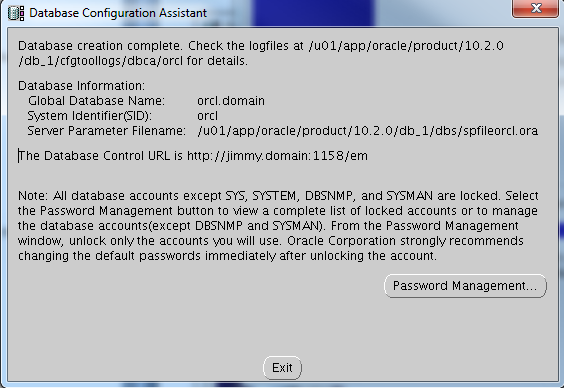 Database Configuration Assistant
Database creation complete. Check the logfiles at /u01/app/oracle/product/10.2.0
/db_1/cfgtoollogs/dbca/orcl for details.
Database Information:
Global Database Name: orcl.domain
System Identifier(SID): orcl
Server Parameter Filename: /u01/app/oracle/product/10.2.0/db_1/dbs/spfileorcl.ora
The Database Control URL is http://jimmy.domain:1158/em
Note: All database accounts except SYS, SYSTEM, DBSNMP, and SYSMAN are locked. Select
the Password Management button to view a complete list of locked accounts or to manage
the database accounts(except DBSNMP and SYSMAN). From the Password Management
window, unlock only the accounts you will use. Oracle Corporation strongly recommends
changing the default passwords immediately after unlocking the account.
Password Management...
Exit